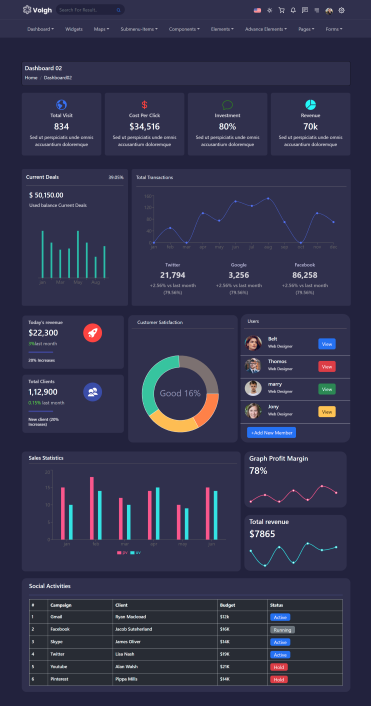 Voigh
Search For Result...
Dashboard Widgets Maps Submenu-Items Components Elements Advance Elements Pages Forms
Dashboard 02
Home / Dashboard02
Total Visit
834
Sed ut perspiciatis unde omnis
accusantium doloremque
Cost Per Click
$34,516
Sed ut perspiciatis unde omnis
accusantium doloremque
Investment
80%
Sed ut perspiciatis unde omnis
accusantium doloremque
Revenue
70k
Sed ut perspiciatis unde omnis
accusantium doloremque
Current Deals 39.05%
$ 50,150.00
Used balance Current Deals
Jan Mar May Aug
Total Transactions
Twitter
21,794
+2.56% vs last month
(79.56%)
Google
3,256
+2.56% vs last month
(79.56%)
Facebook
86,258
+2.56% vs last month
(79.56%)
Today's revenue
$22,300
last month
20% Increases
Total Clients
1,12,900
0.15% last month
New client (20%
Increases)
Customer Satisfaction
Good 16%
Users
Belt
Web Designer
View
Thomas
Web Designer
View
marry
Web Designer
View
Jony
Web Designer
View
+Add New Member
Sales Statistics
Graph Profit Margin
78%
Total revenue
$7865
Social Activities
# Campaign Client Budget Status
1 Gmail Ryan Macleead $12k Active
2 Facebook Jacob Sutherland $16K Running
3 Skype James Oliver $16K Active
4 Twitter Lisa Nash $19K Active
5 Youtube Alan Walsh $21K Hold
6 Pinterest Pippa Mills $14K Hold